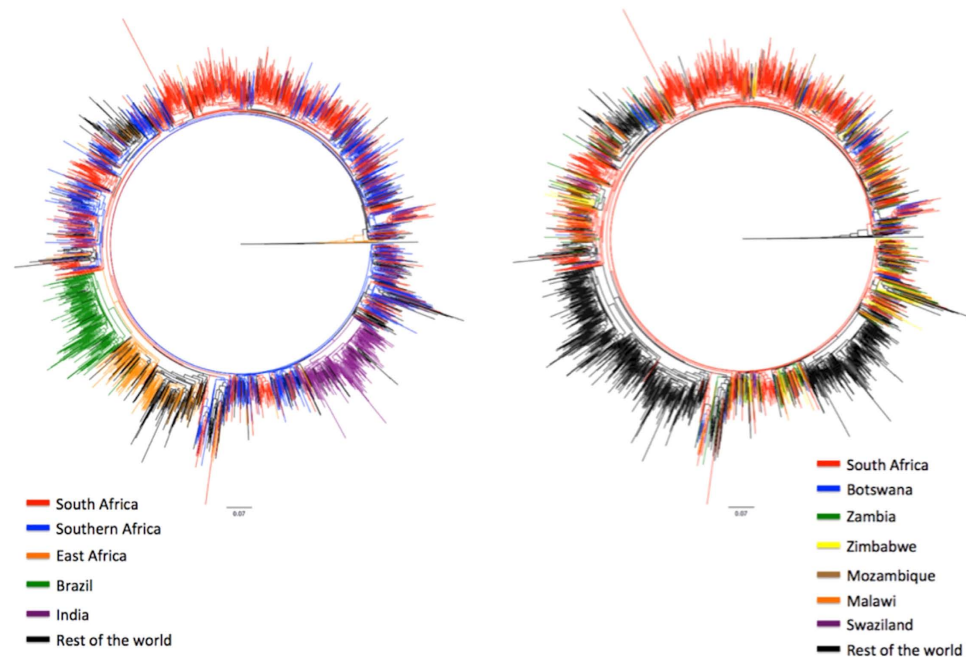 0.07
0.07
South Africa
Southern Africa
East Africa
Brazil
India
Rest of the world
South Africa
Botswana
Zambia
Zimbabwe
Mozambique
Malawi
Swaziland
Rest of the world